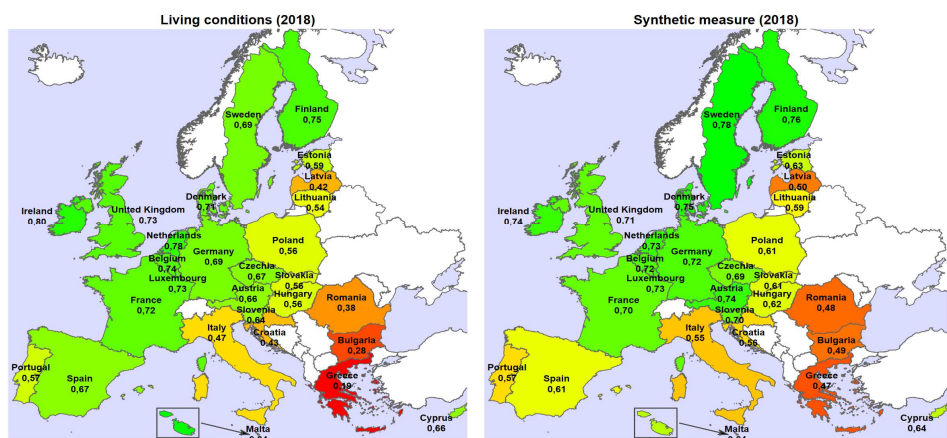 Living conditions (2018)
Finland
0,75
Sweden
0,69
Estonia
0,59
Latvia
0,42
Lithuania
0,54
Denmark
0,71
Ireland
0,80
United Kingdom
0,73
Netherlands
0,78
Belgium
0,74
Luxembourg
0,73
Germany
0,69
Poland
0,56
Czechia
0,67
Slovakia
0,56
Austria
0,66
Hungary
0,56
Slovenia
0,64
France
0,72
Romania
0,38
Croatia
0,43
Italy
0,47
Bulgaria
0,28
Portugal
0,57
Spain
0,67
Greece
0,19
Malta
Cyprus
0,66
Synthetic measure (2018)
Finland
0,76
Sweden
0,78
Estonia
0,63
Latvia
0,50
Lithuania
0,59
Denmark
0,75
Ireland
0,74
United Kingdom
0,71
Netherlands
0,73
Belgium
0,72
Luxembourg
0,73
Germany
0,72
Poland
0,61
Czechia
0,69
Slovakia
0,61
Austria
0,74
Hungary
0,62
Slovenia
0,70
France
0,70
Romania
0,48
Croatia
0,56
Italy
0,55
Bulgaria
0,49
Portugal
0,57
Spain
0,61
Greece
0,47
Malta
Cyprus
0,64